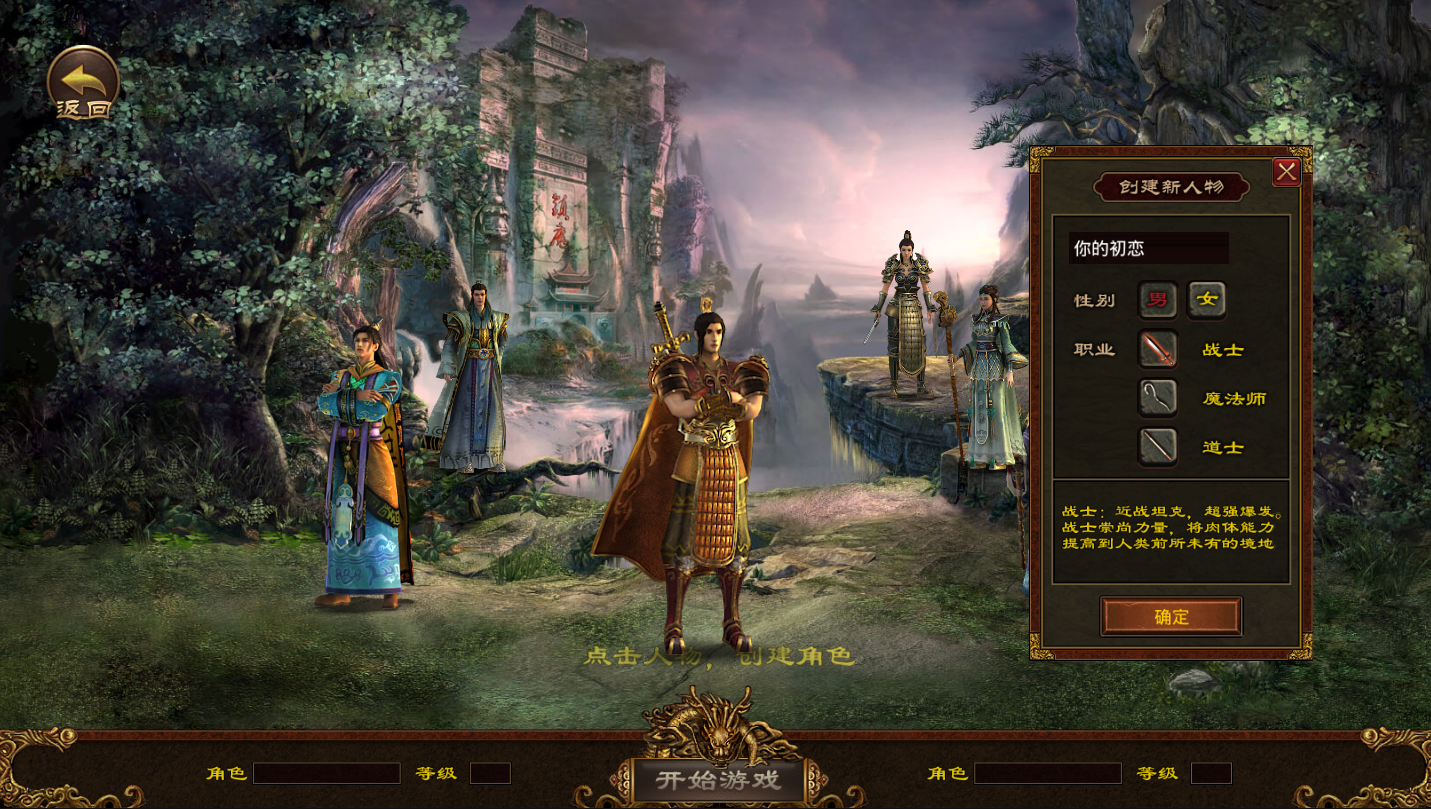 返回
创建新人物
你的初恋
性别 男 女
职业 战士
魔法师
道士
战士：近战坦克，超强爆发。
战士崇尚力量，将肉体能力
提高到人类前所未有的境地
确定
点击人物，创建角色
角色 等级 开始游戏 角色 等级